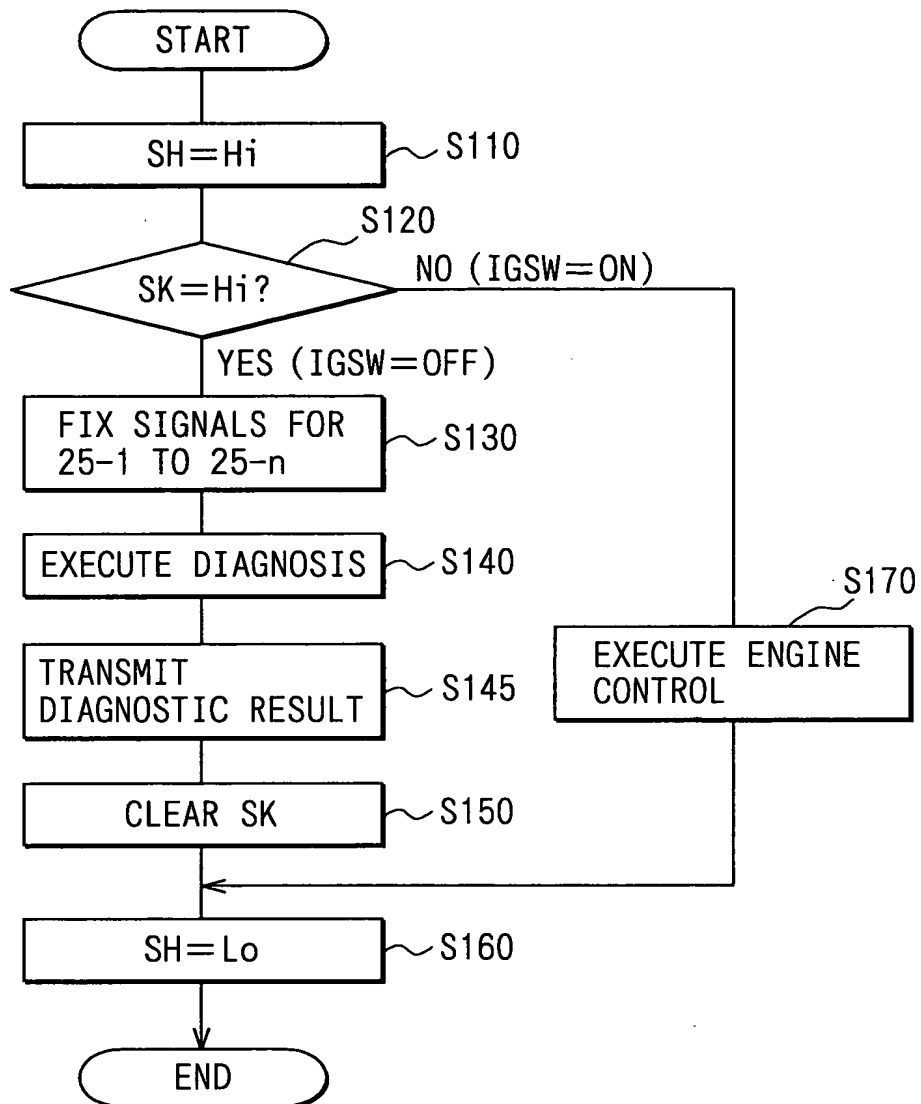 START
SH=Hi
S110
S120
SK=Hi?
NO (IGSW=ON)
YES (IGSW=OFF)
FIX SIGNALS FOR
25-1 TO 25-n
S130
EXECUTE DIAGNOSIS
S140
S170
EXECUTE ENGINE
CONTROL
TRANSMIT
DIAGNOSTIC RESULT
S145
CLEAR SK
S150
SH=Lo
S160
END